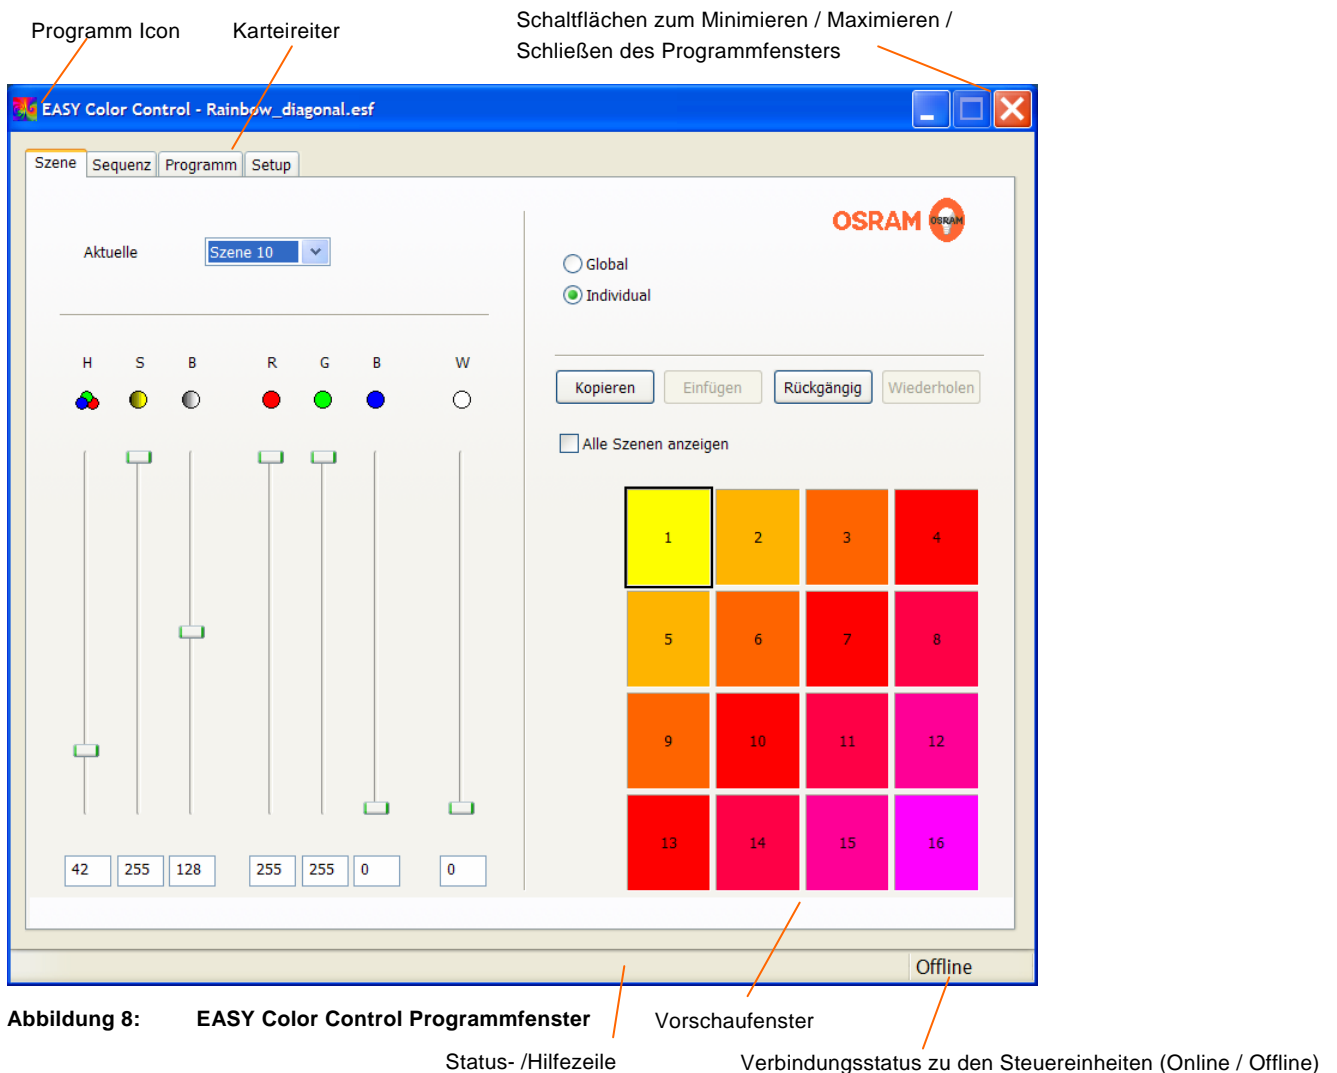 Schaltflächen zum Minimieren / Maximieren /
Programm Icon Karteireiter
Schließen des Programmfensters
EASY Color Control - Rainbow_diagonal.esf
Szene Sequenz Programm Setup
OSRAM OSRAM
Aktuelle Szene 10
Global
Individual
H S B R G B W
Kopieren Einfügen Rückgängig Wiederholen
Alle Szenen anzeigen
1 2 3 4
5 6 7 8
9 10 11 12
13 14 15 16
42 255 128 255 255 0 0
Offline
Abbildung 8: EASY Color Control Programmfenster
Vorschaufenster
Status- /Hilfezeile
Verbindungsstatus zu den Steuereinheiten (Online / Offline)